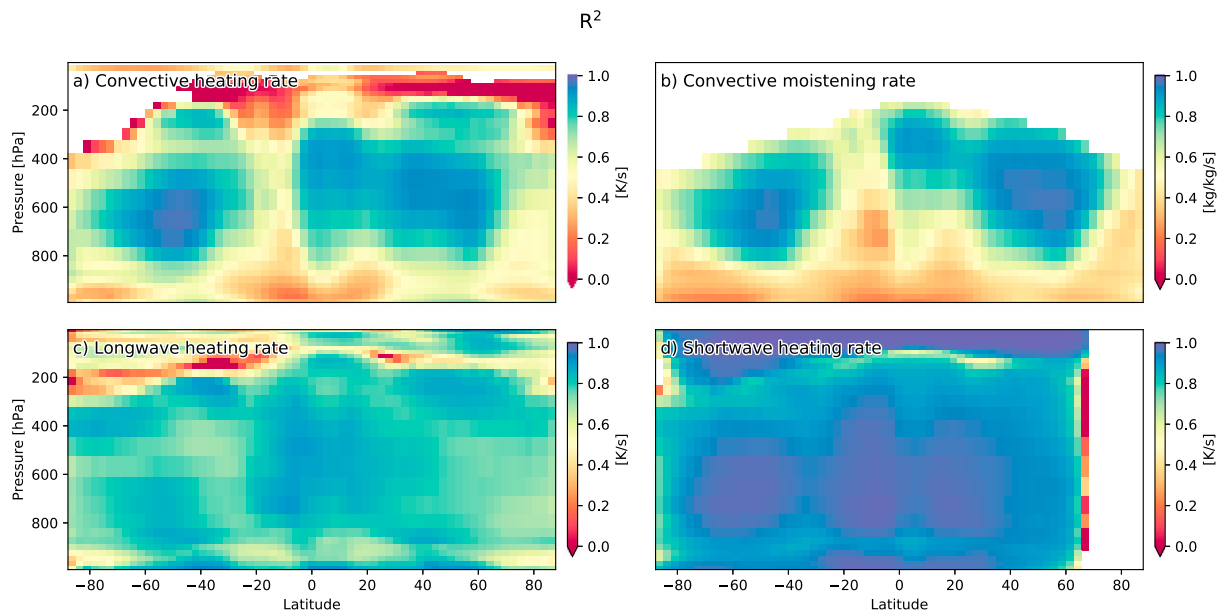 R²
a) Convective heating rate
200
400
600
800
Pressure [hPa]
1.0
0.8
0.6
0.4
0.2
0.0
[K/s]
b) Convective moistening rate
1.0
0.8
0.6
0.4
0.2
0.0
[kg/kg/s]
c) Longwave heating rate
200
400
600
800
Pressure [hPa]
−80 −60 −40 −20 0 20 40 60 80
Latitude
1.0
0.8
0.6
0.4
0.2
0.0
[K/s]
d) Shortwave heating rate
−80 −60 −40 −20 0 20 40 60 80
Latitude
1.0
0.8
0.6
0.4
0.2
0.0
[K/s]